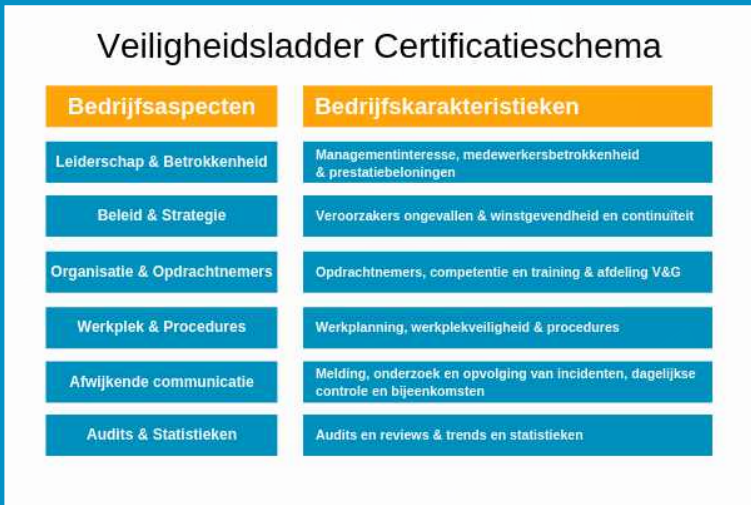 Veiligheidsladder Certificatieschema
Bedrijfsaspecten
Bedrijfskarakteristieken
Leiderschap & Betrokkenheid
Managementinteresse, medewerkersbetrokkenheid
& prestatiebeloningen
Beleid & Strategie
Veroorzakers ongevallen & winstgevendheid en continuïteit
Organisatie & Opdrachtnemers
Opdrachtnemers, competentie en training & afdeling V&G
Werkplek & Procedures
Werkplanning, werkplekveiligheid & procedures
Afwijkende communicatie
Melding, onderzoek en opvolging van incidenten, dagelijkse
controle en bijeenkomsten
Audits & Statistieken
Audits en reviews & trends en statistieken